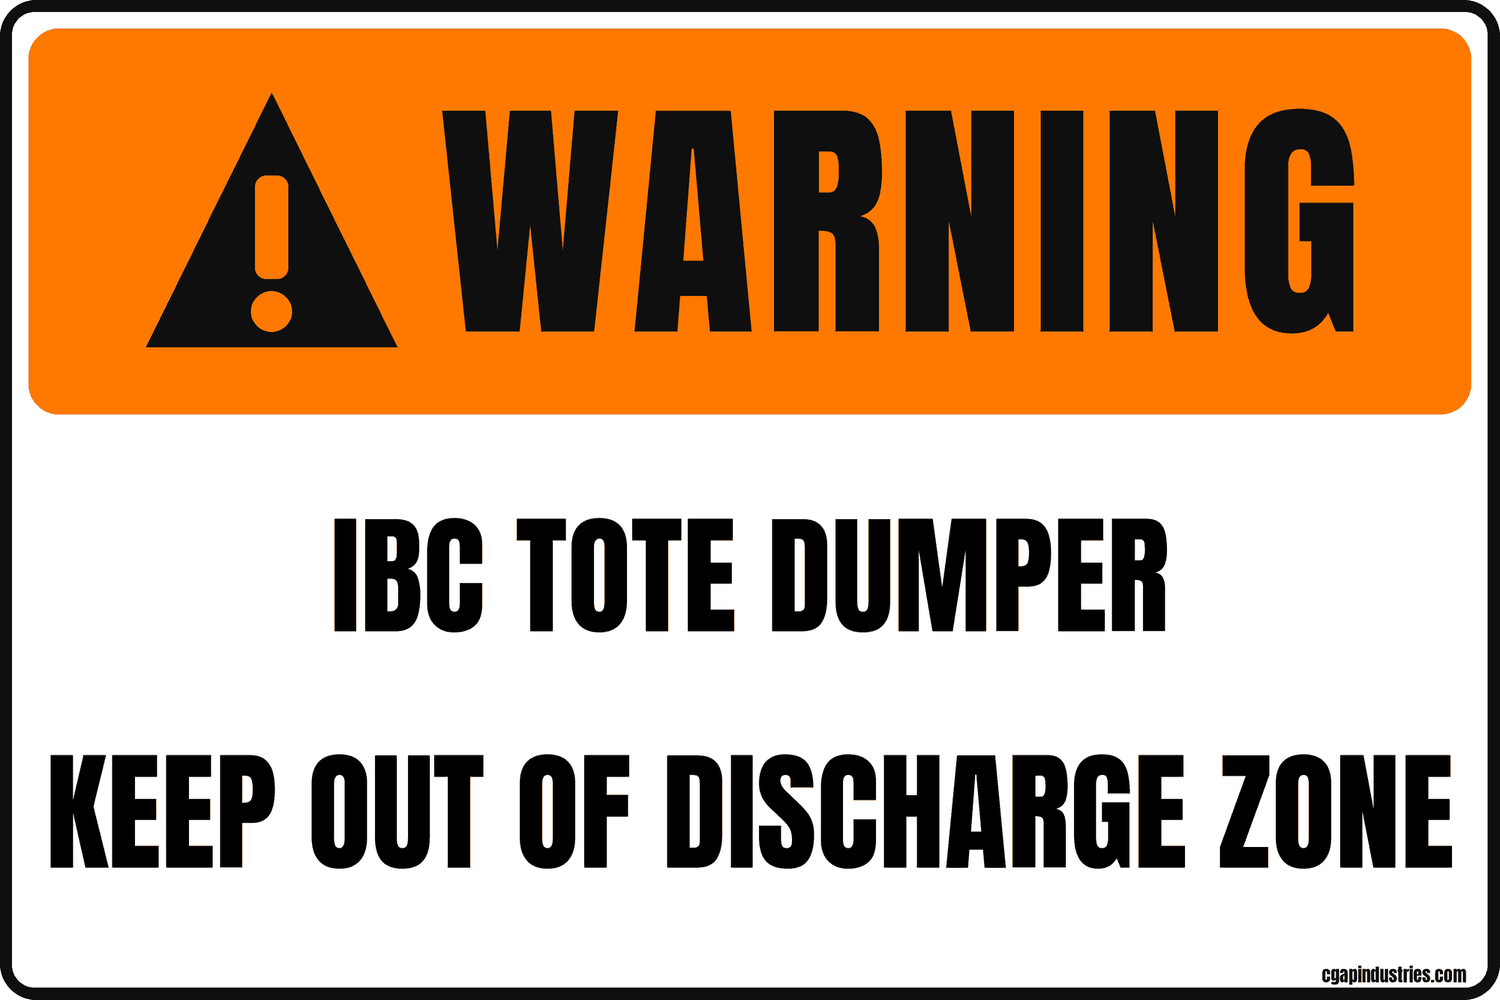 WARNING
IBC TOTE DUMPER
KEEP OUT OF DISCHARGE ZONE
cgapindustries.com